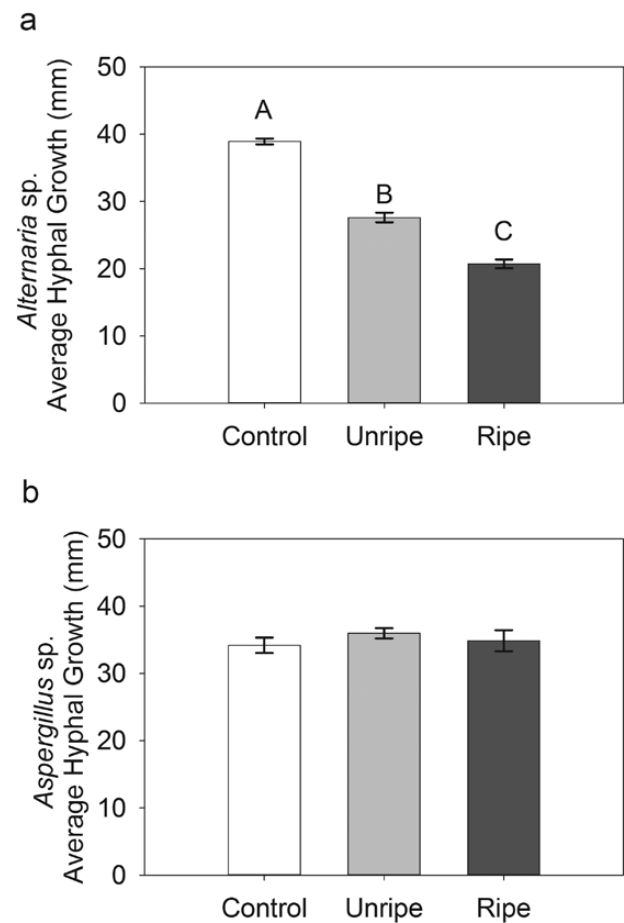 a
Alternaria sp.
Average Hyphal Growth (mm)
50
40
30
20
10
0
A
B
C
Control Unripe Ripe
b
Aspergillus sp.
Average Hyphal Growth (mm)
50
40
30
20
10
0
Control Unripe Ripe